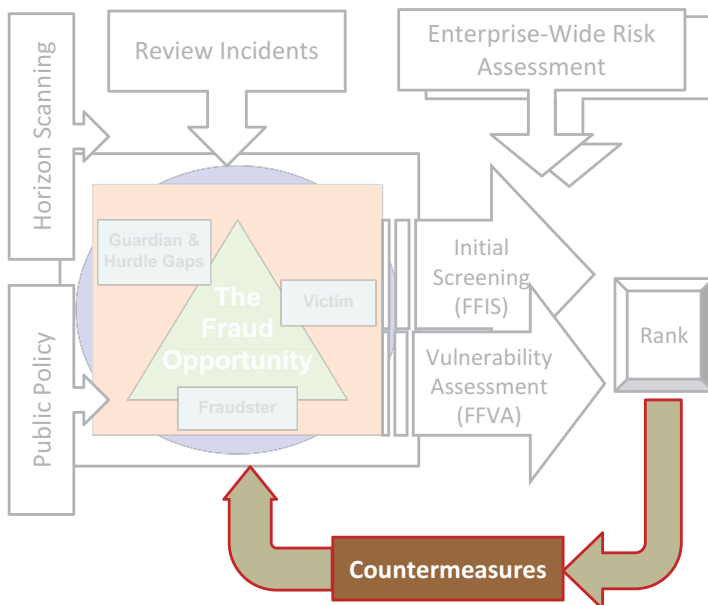 Horizon Scanning
Review Incidents
Enterprise-Wide Risk
Assessment
Guardian &
Hurdle Gaps
Victim
The
Fraud
Opportunity
Fraudster
Public Policy
Initial
Screening
(FFIS)
Vulnerability
Assessment
(FFVA)
Rank
Countermeasures